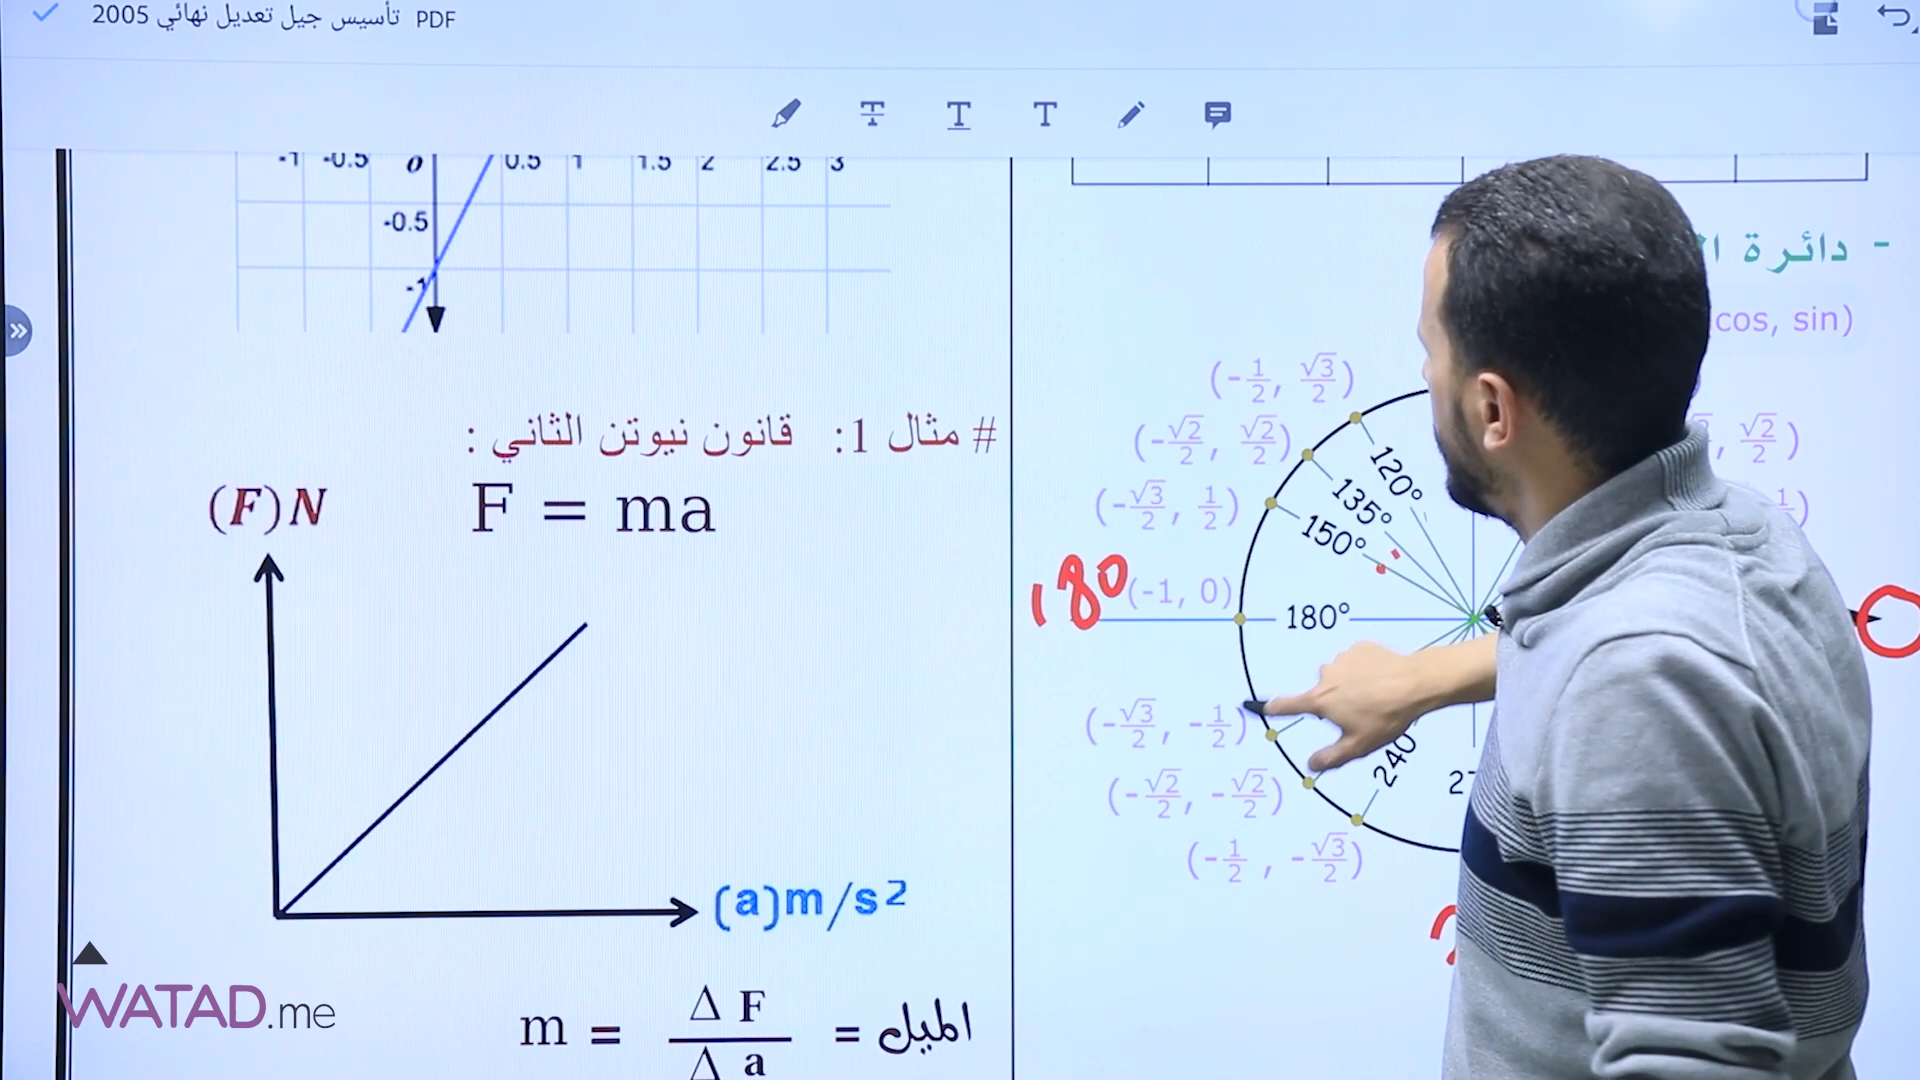 تأسيس جيل تعديل نهائي 2005 PDF
-1 -0.5 0 0.5 1 1.5 2 2.5 3
-0.5
-1
# مثال 1: قانون نيوتن الثاني :
(F)N
F = ma
(a)m/s²
m = Δ F / Δ a = الميل
WATAD.me
- دائرة
cos, sin)
(-1/2, √3/2)
(-√2/2, √2/2)
(-√3/2, 1/2)
120°
135°
150°
180
(-1, 0)
180°
0
(-√3/2, -1/2)
(-√2/2, -√2/2)
(-1/2, -√3/2)
240
, √2/2)